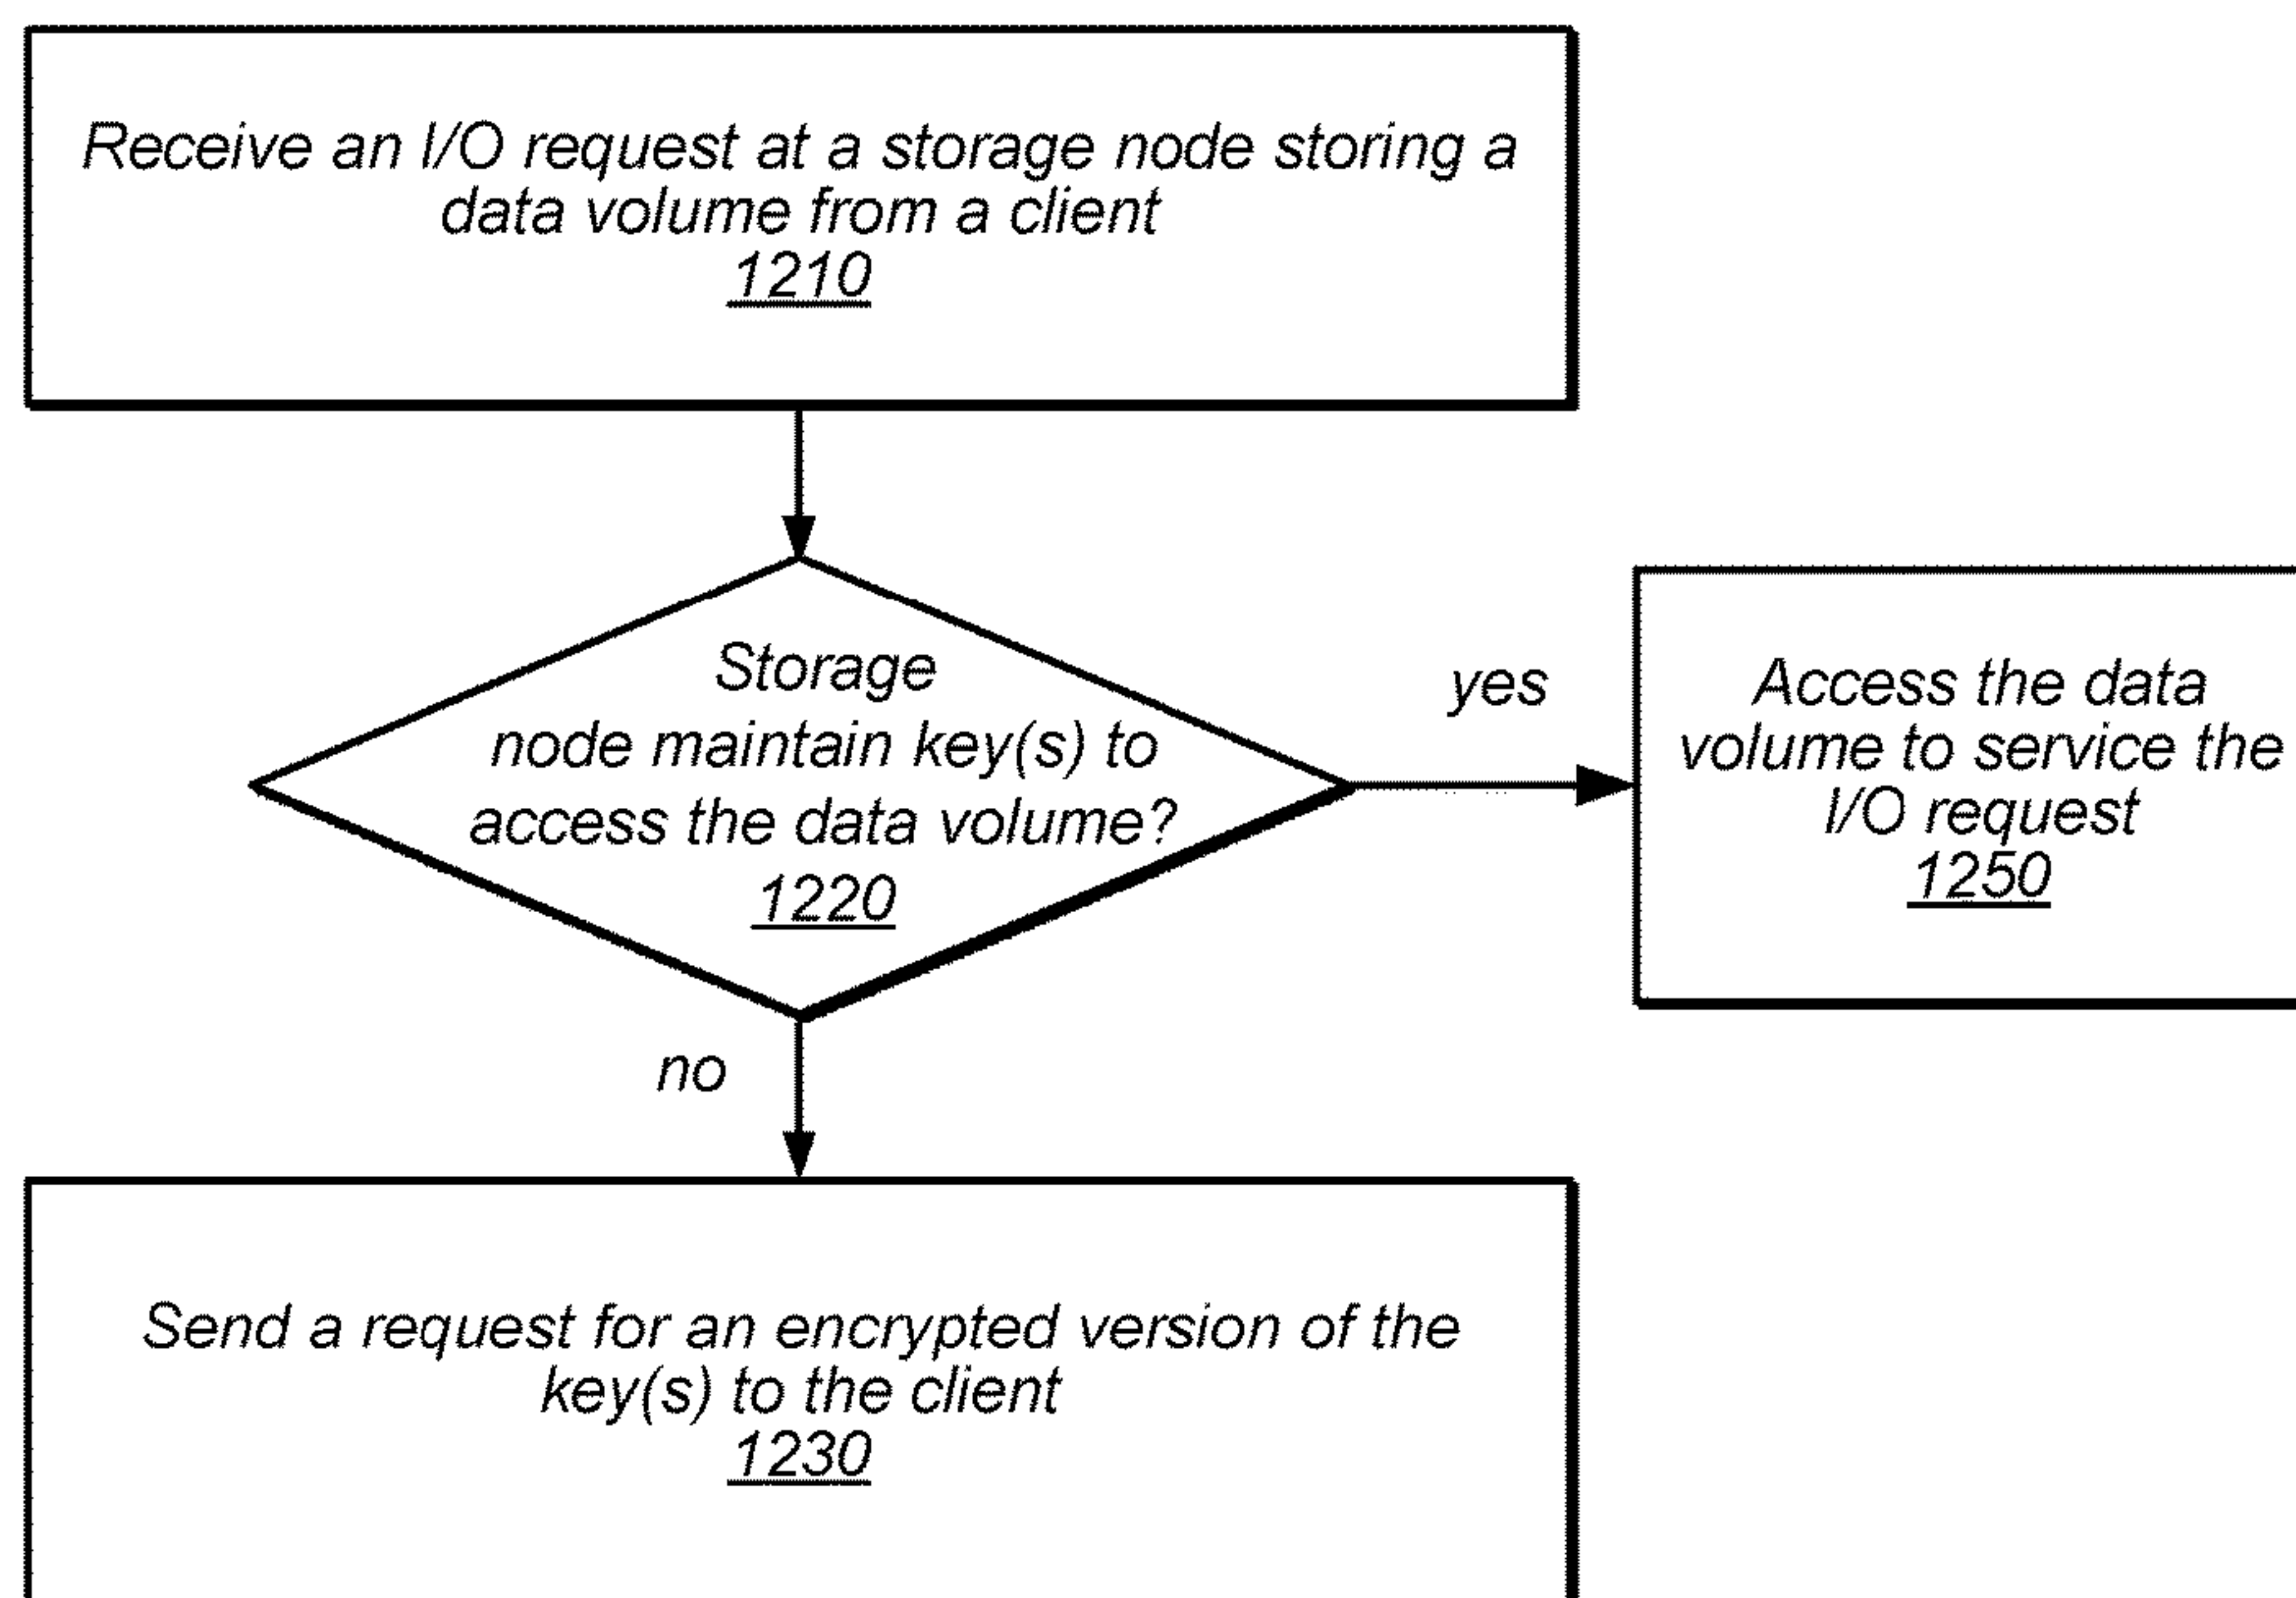 Receive an I/O request at a storage node storing a
data volume from a client
1210
Storage
node maintain key(s) to
access the data volume?
1220
yes
Access the data
volume to service the
I/O request
1250
no
Send a request for an encrypted version of the
key(s) to the client
1230